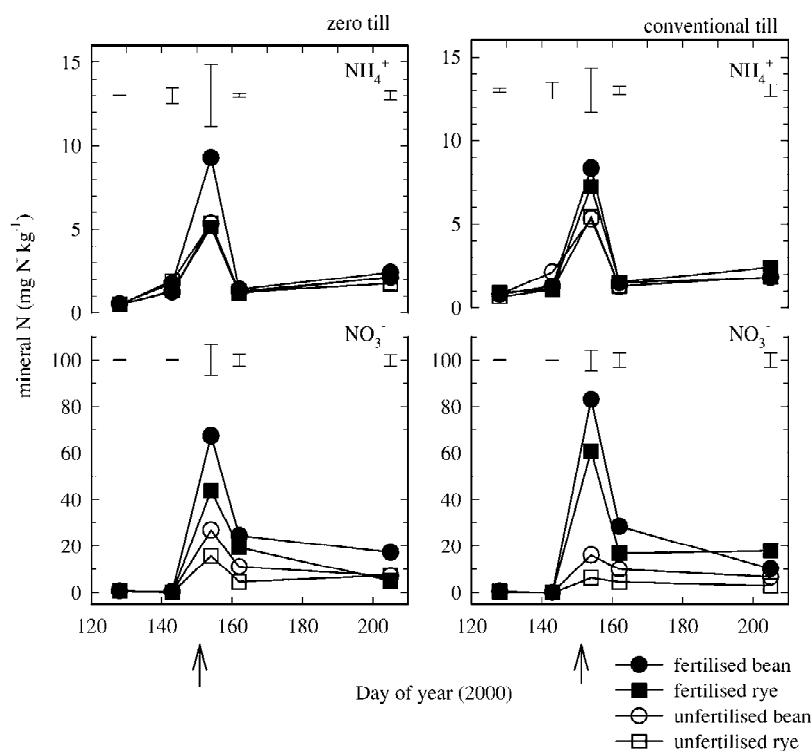 zero till
conventional till
NH₄⁺
NH₄⁺
15
10
5
0
15
10
5
0
mineral N (mg N kg⁻¹)
NO₃⁻
NO₃⁻
100
80
60
40
20
0
100
80
60
40
20
0
120 140 160 180 200
120 140 160 180 200
Day of year (2000)
fertilised bean
fertilised rye
unfertilised bean
unfertilised rye